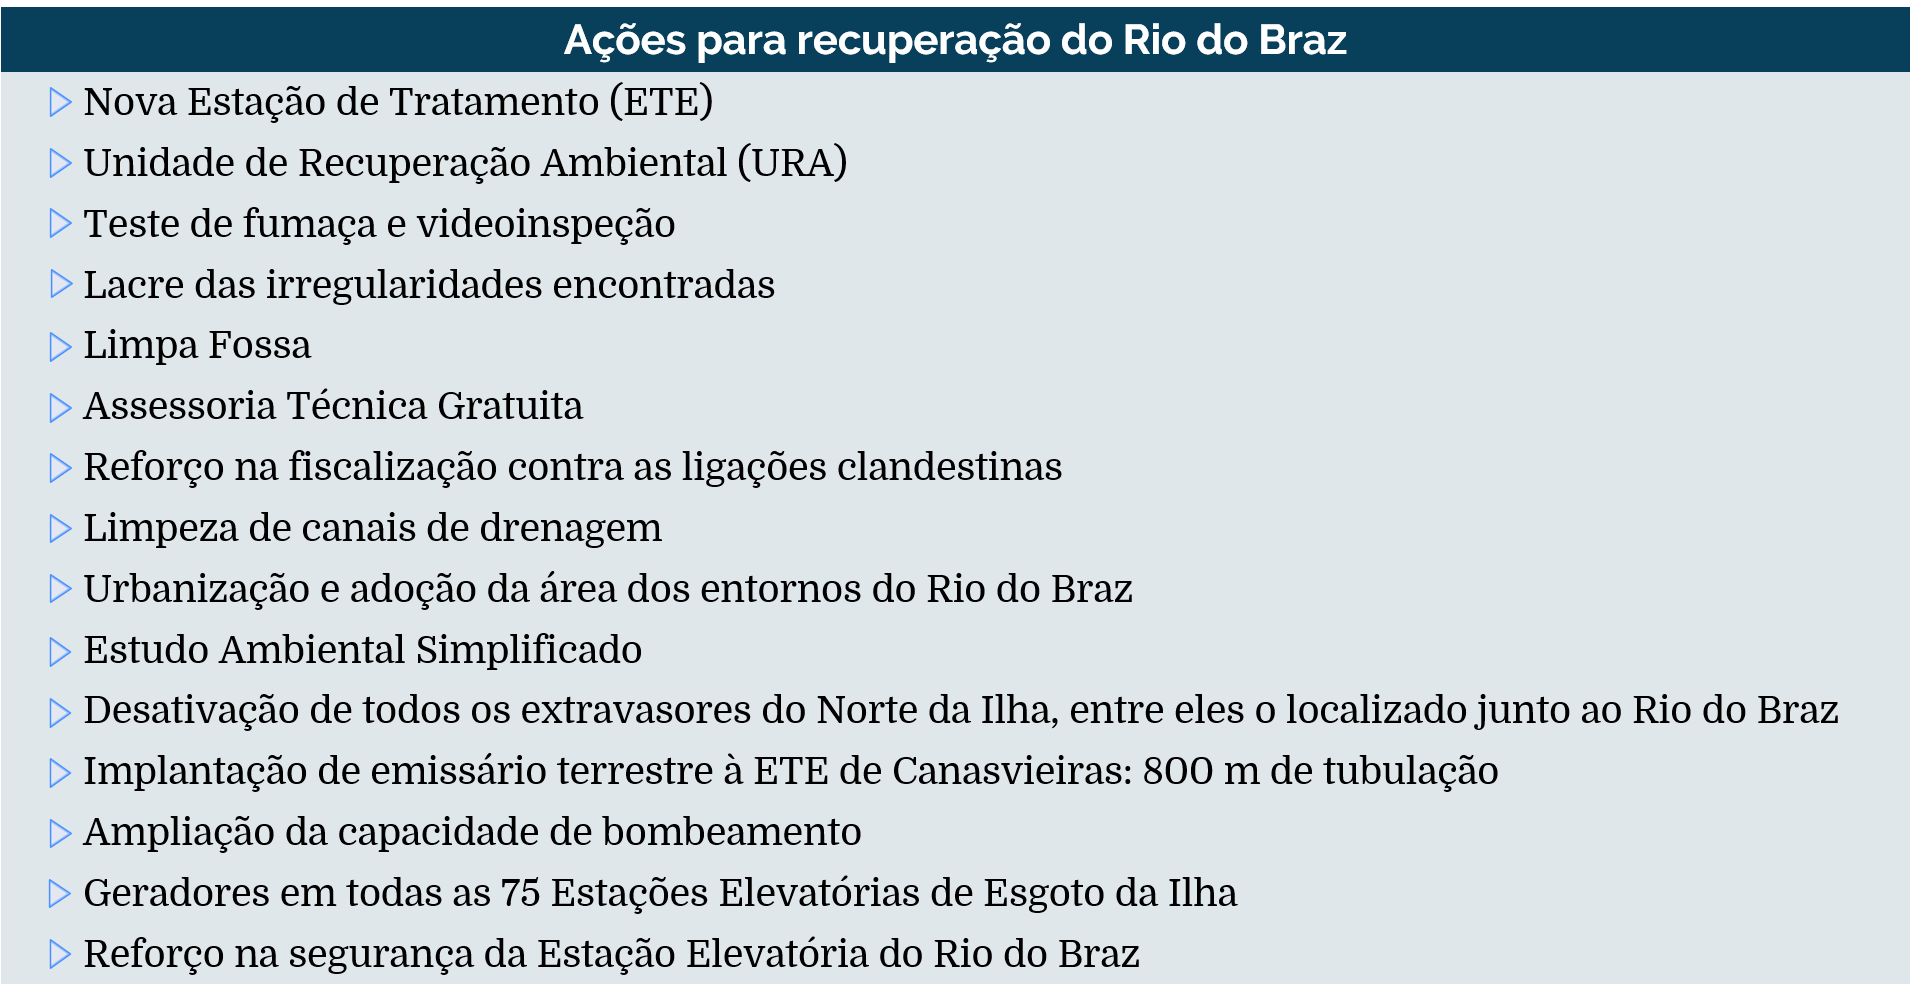 Ações para recuperação do Rio do Braz
Nova Estação de Tratamento (ETE)
Unidade de Recuperação Ambiental (URA)
Teste de fumaça e videoinspeção
Lacre das irregularidades encontradas
Limpa Fossa
Assessoria Técnica Gratuita
Reforço na fiscalização contra as ligações clandestinas
Limpeza de canais de drenagem
Urbanização e adoção da área dos entornos do Rio do Braz
Estudo Ambiental Simplificado
Desativação de todos os extravasores do Norte da Ilha, entre eles o localizado junto ao Rio do Braz
Implantação de emissário terrestre à ETE de Canasvieiras: 800 m de tubulação
Ampliação da capacidade de bombeamento
Geradores em todas as 75 Estações Elevatórias de Esgoto da Ilha
Reforço na segurança da Estação Elevatória do Rio do Braz